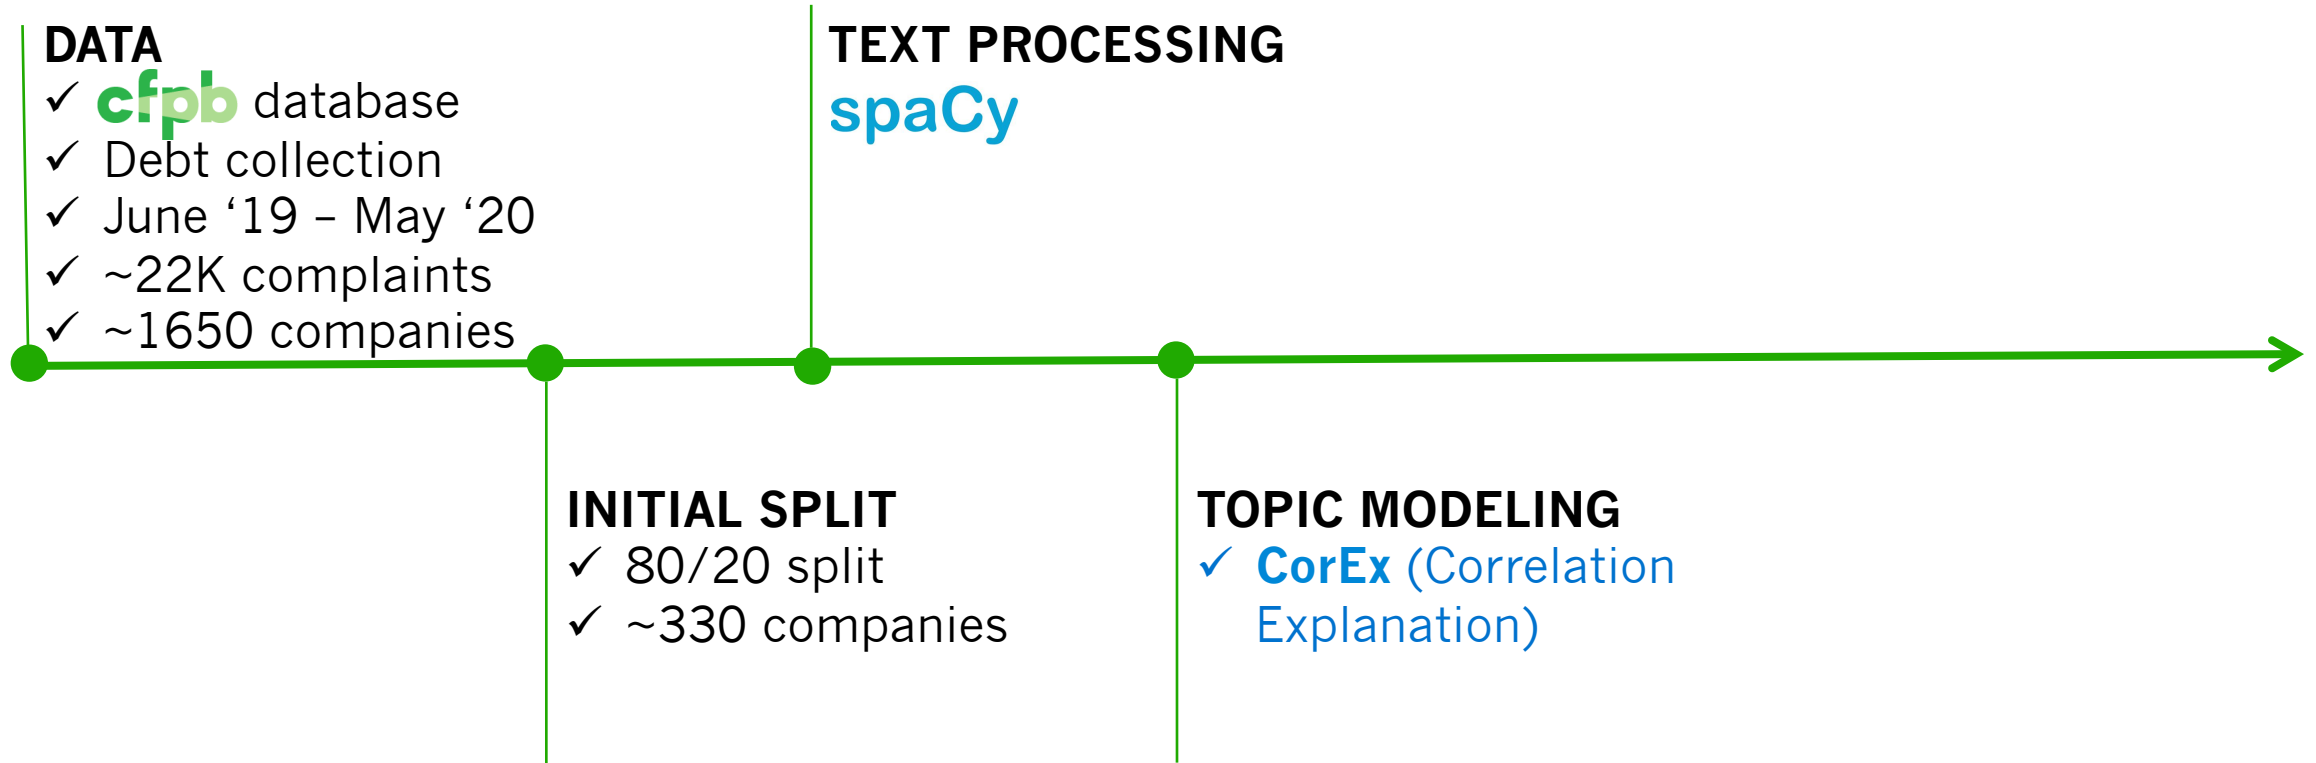 DATA
✓ cfpb database
✓ Debt collection
✓ June ‘19 – May ‘20
✓ ~22K complaints
✓ ~1650 companies
INITIAL SPLIT
✓ 80/20 split
✓ ~330 companies
TEXT PROCESSING
spaCy
TOPIC MODELING
✓ CorEx (Correlation
Explanation)